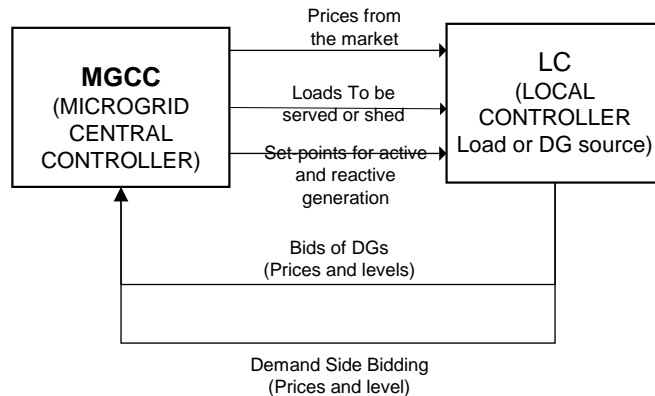 Prices from
the market
MGCC
(MICROGRID
CENTRAL
CONTROLLER)
Loads To be
served or shed
Set-points for active
and reactive
generation
LC
(LOCAL
CONTROLLER
Load or DG source)
Bids of DGs
(Prices and levels)
Demand Side Bidding
(Prices and level)